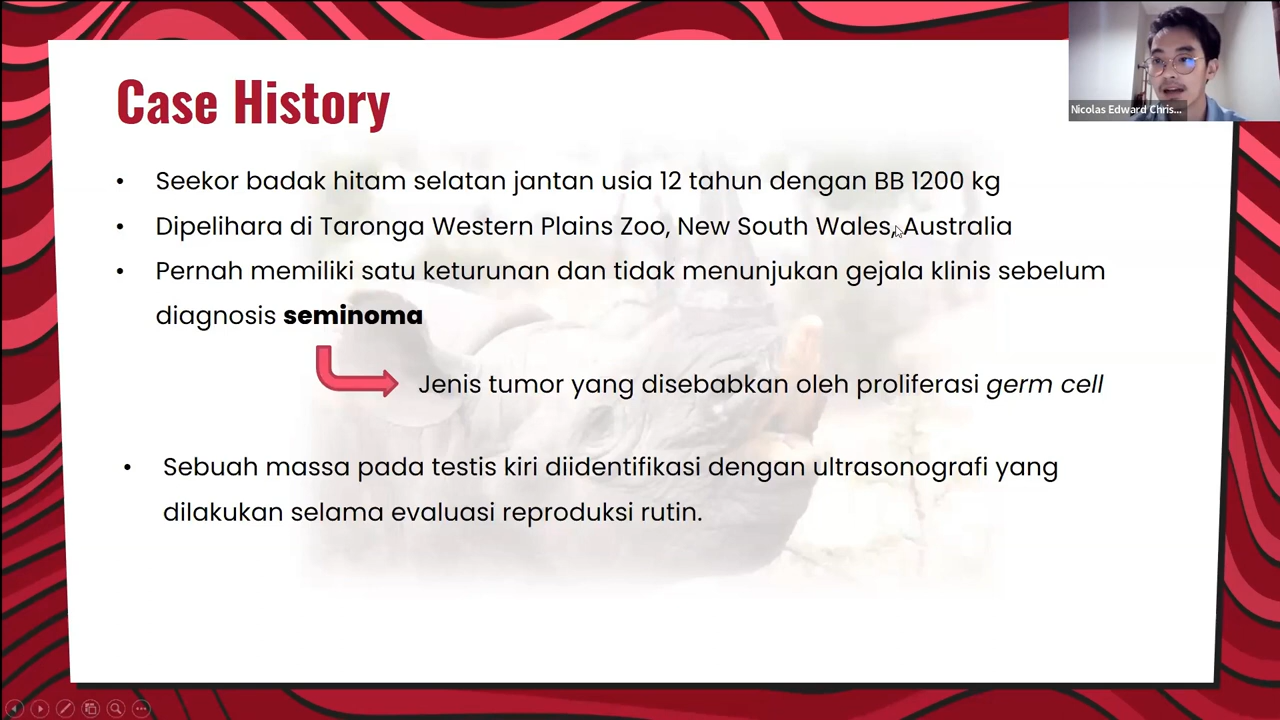 Case History
Nicolas Edward Chris...
• Seekor badak hitam selatan jantan usia 12 tahun dengan BB 1200 kg
• Dipelihara di Taronga Western Plains Zoo, New South Wales, Australia
• Pernah memiliki satu keturunan dan tidak menunjukan gejala klinis sebelum
diagnosis seminoma
Jenis tumor yang disebabkan oleh proliferasi germ cell
• Sebuah massa pada testis kiri diidentifikasi dengan ultrasonografi yang
dilakukan selama evaluasi reproduksi rutin.